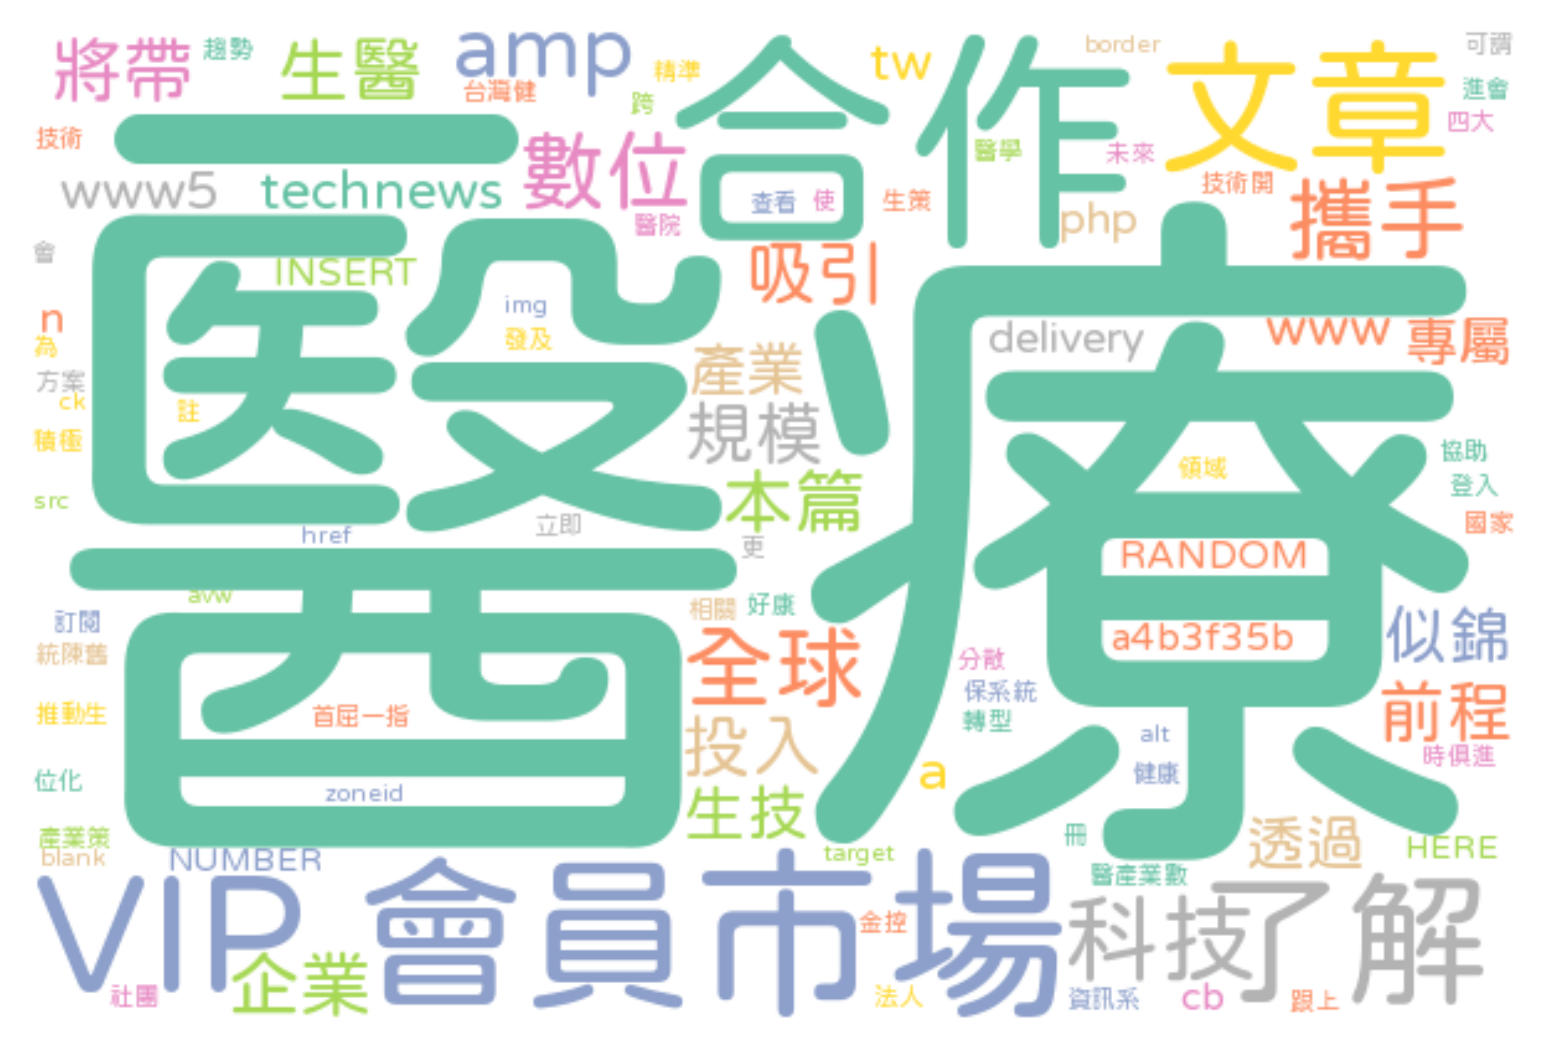 將帶
趨勢
生醫
amp
台灣健
精準
跨
合作
tw
border
文章
可謂
進會
四大
技術
一
數位
醫學
未來
技術開
www5
technews
醫院
查看
使
生策
php
攜手
會
INSERT
吸引
n
為
img
發及
delivery
www
專屬
方案
ck
註
產業
醫療
積極
規模
領域
協助
登入
src
本篇
國家
href
立即
更
RANDOM
avw
訂閱
相關
好康
a4b3f35b
似錦
統陳舊
全球
分散
保系統
轉型
前程
推動生
首屈一指
投入
alt
時俱進
位化
zoneid
a
健康
生技
產業策
blank
NUMBER
target
冊
透過
HERE
醫產業數
VIP
會員
市場
金控
科技
了解
企業
社團
法人
資訊系
cb
跟上